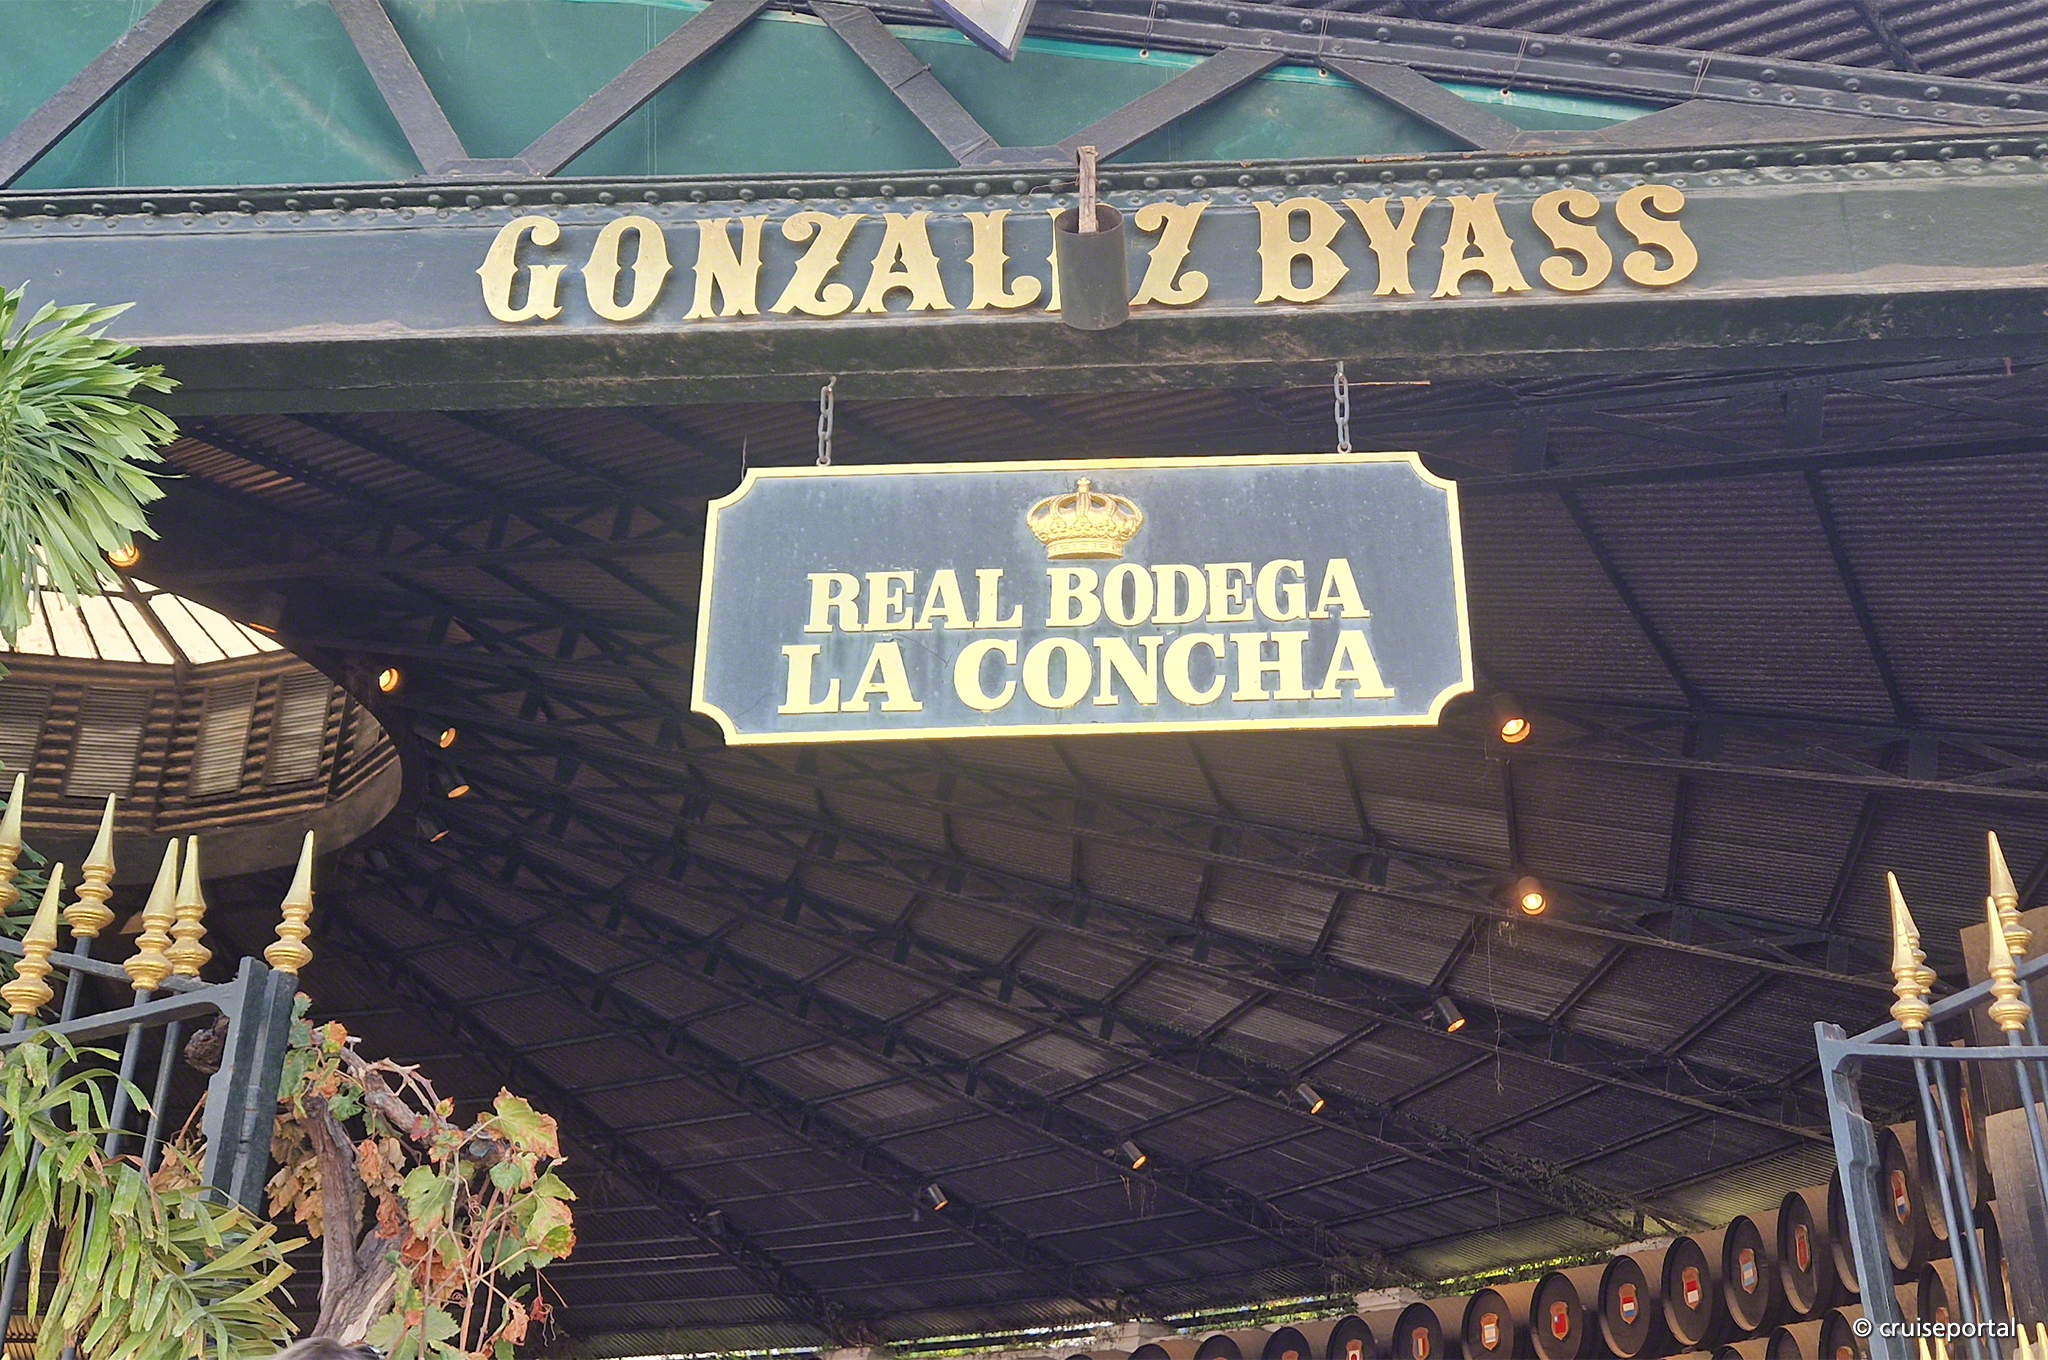 GONZALEZ BYASS
REAL BODEGA
LA CONCHA
© cruiseportal